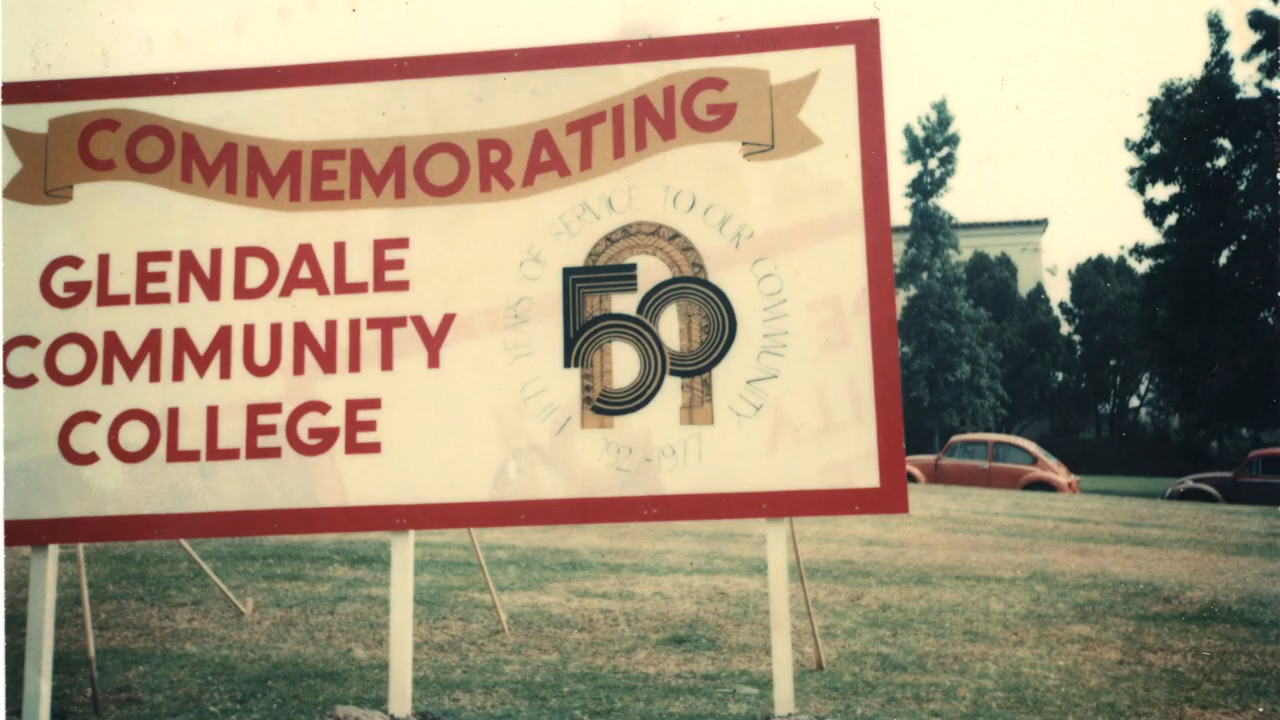 COMMEMORATING
GLENDALE
COMMUNITY
COLLEGE
FIFTY YEARS OF SERVICE TO OUR COMMUNITY
50
1927-1977